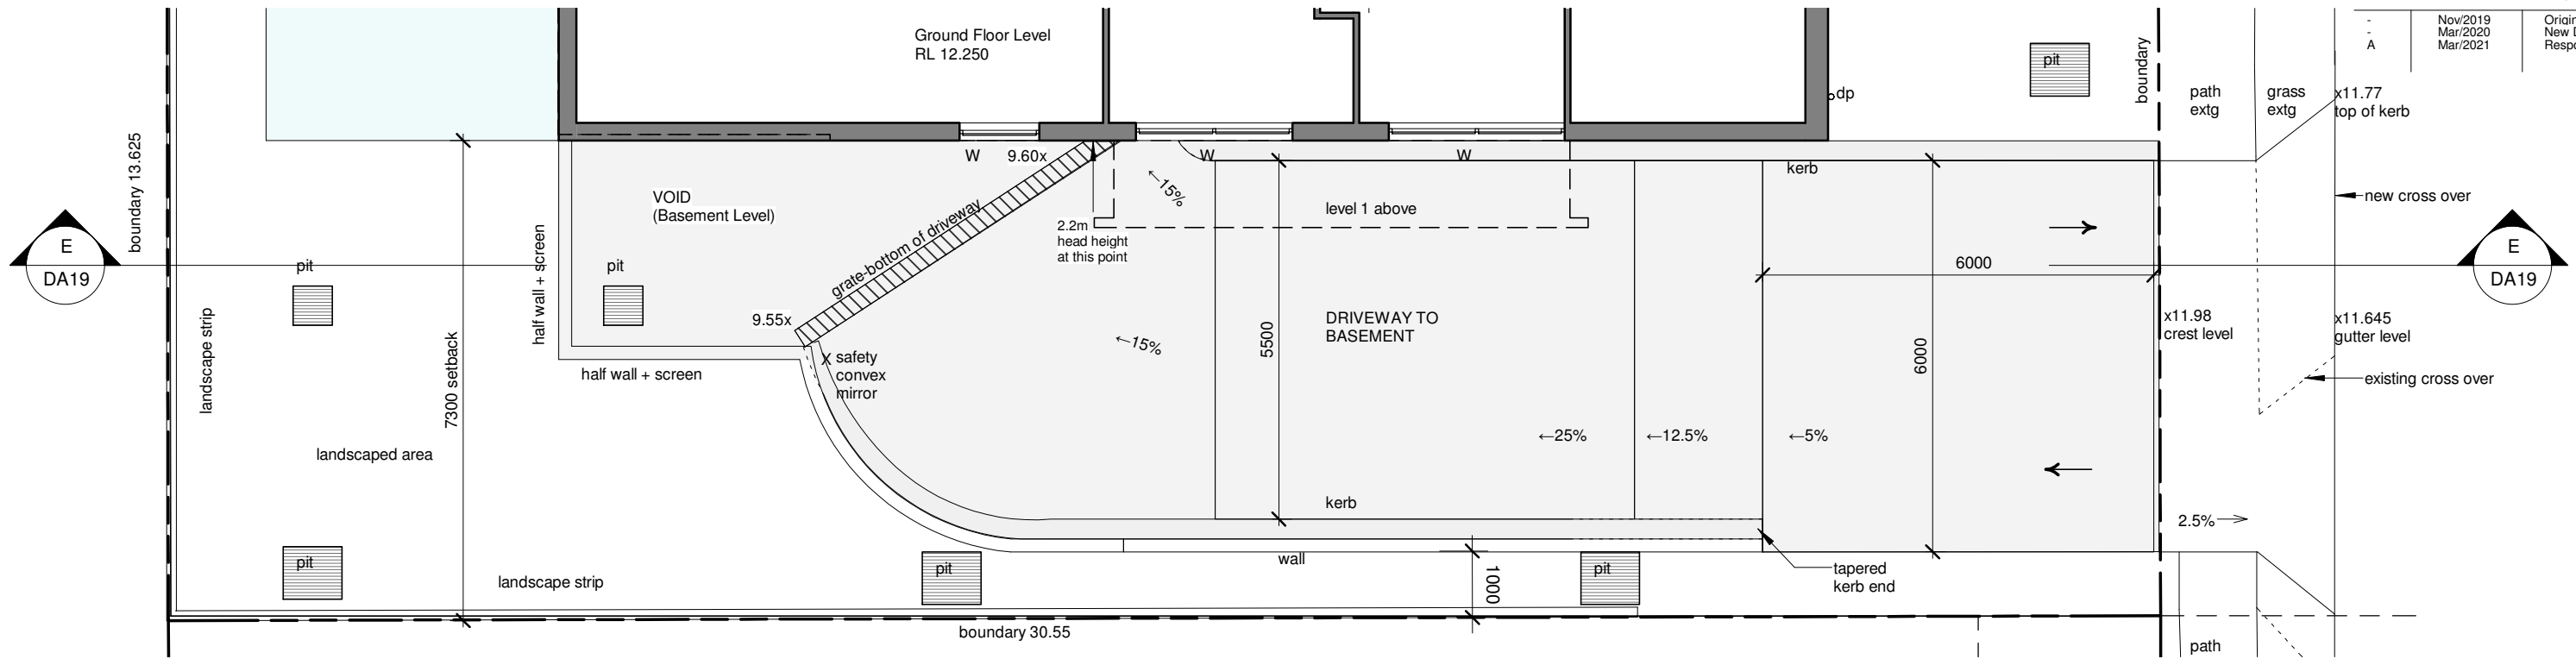 Ground Floor Level
RL 12.250
-
Nov/2019
Origin
-
Mar/2020
New D
A
Mar/2021
Respo
boundary
pit
dp
path
extg
grass
extg
x11.77
top of kerb
boundary 13.625
W
9.60x
W
W
kerb
←15%
VOID
(Basement Level)
grate-bottom of driveway
2.2m
head height
at this point
level 1 above
new cross over
E
DA19
half wall + screen
pit
pit
6000
E
DA19
landscape strip
7300 setback
9.55x
5500
DRIVEWAY TO
BASEMENT
6000
x11.98
crest level
x11.645
gutter level
←15%
X safety
convex
mirror
half wall + screen
existing cross over
landscaped area
←25%
←12.5%
←5%
kerb
2.5%→
pit
landscape strip
pit
wall
1000
pit
tapered
kerb end
boundary 30.55
path